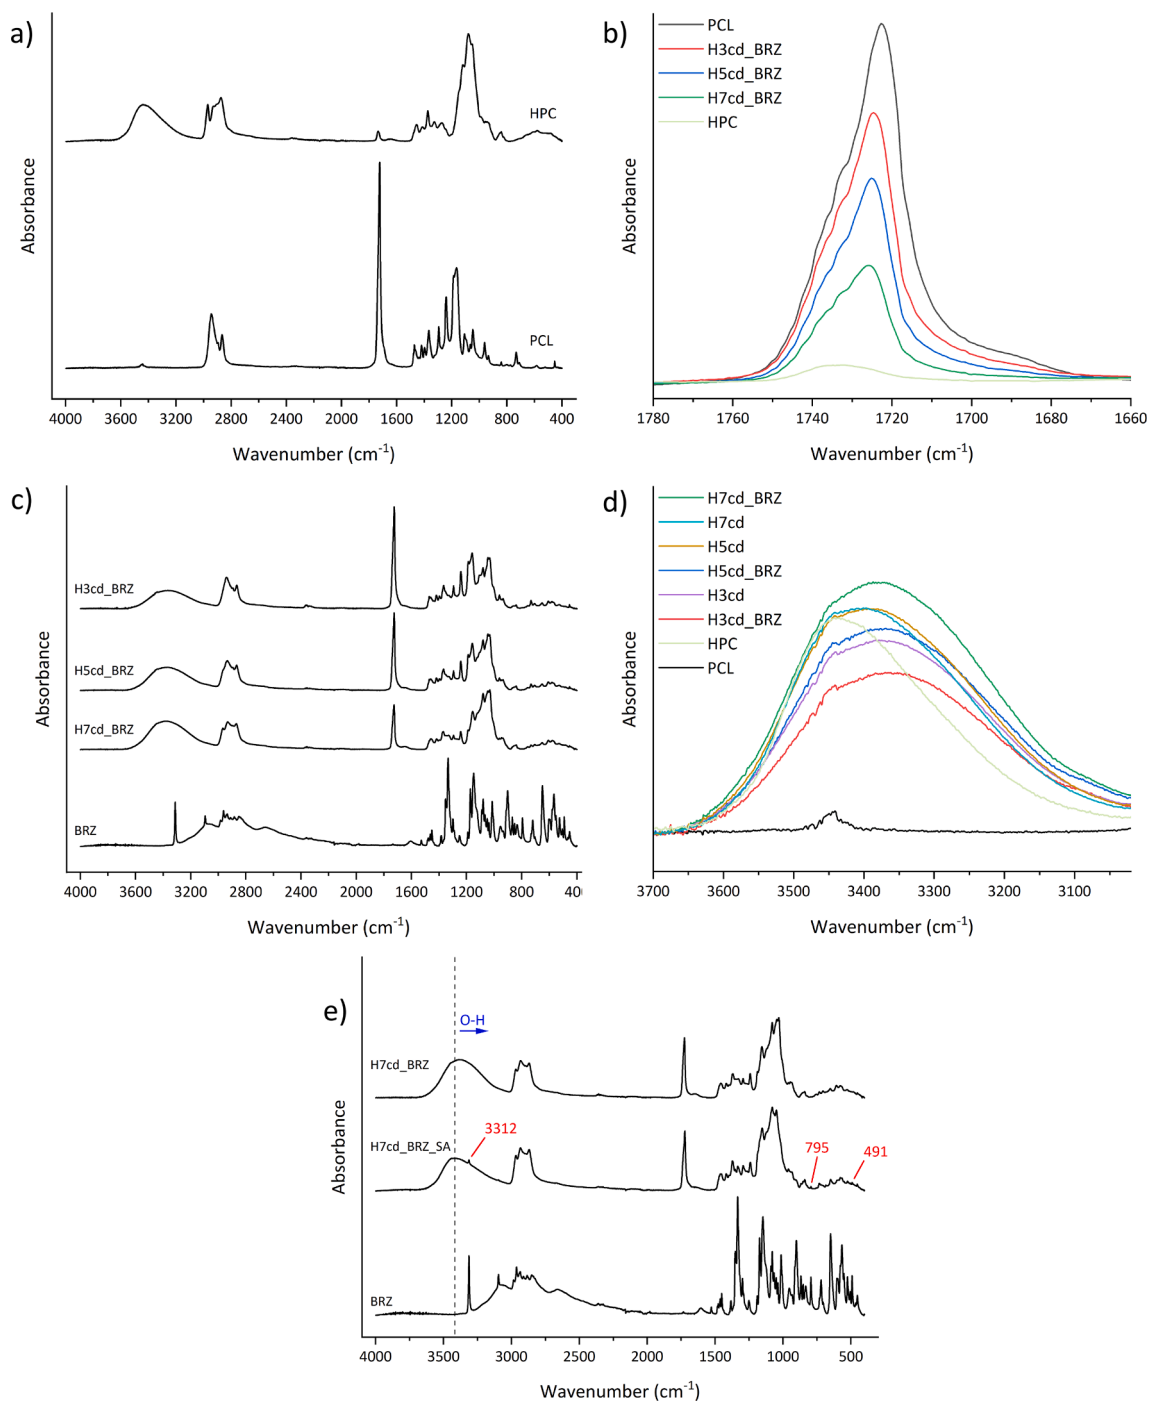 a)
HPC
PCL
Absorbance
4000 3600 3200 2800 2400 2000 1600 1200 800 400
Wavenumber (cm⁻¹)
b)
PCL
H3cd_BRZ
H5cd_BRZ
H7cd_BRZ
HPC
Absorbance
1780 1760 1740 1720 1700 1680 1660
Wavenumber (cm⁻¹)
c)
H3cd_BRZ
H5cd_BRZ
H7cd_BRZ
BRZ
Absorbance
4000 3600 3200 2800 2400 2000 1600 1200 800 400
Wavenumber (cm⁻¹)
d)
H7cd_BRZ
H7cd
H5cd
H5cd_BRZ
H3cd
H3cd_BRZ
HPC
PCL
Absorbance
3700 3600 3500 3400 3300 3200 3100
Wavenumber (cm⁻¹)
e)
O-H
H7cd_BRZ
3312
795
491
H7cd_BRZ_SA
BRZ
Absorbance
4000 3500 3000 2500 2000 1500 1000 500
Wavenumber (cm⁻¹)